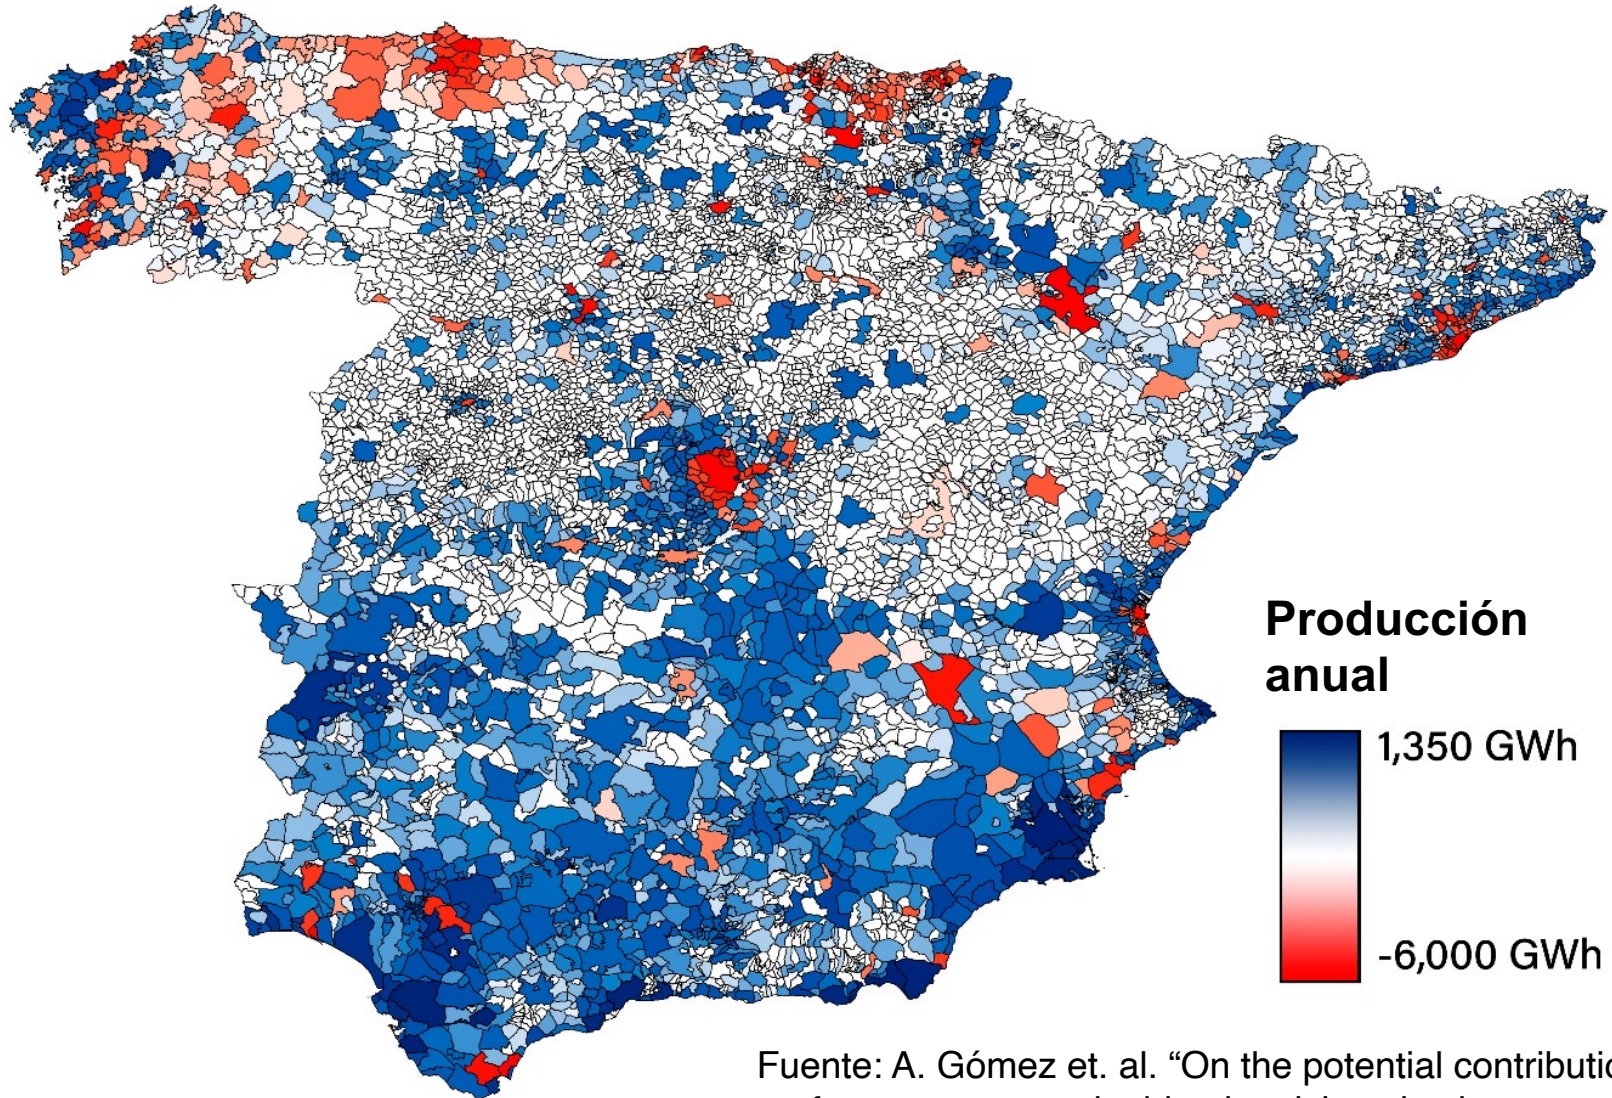 Producción
anual
1,350 GWh
-6,000 GWh
Fuente: A. Gómez et. al. “On the potential contributio